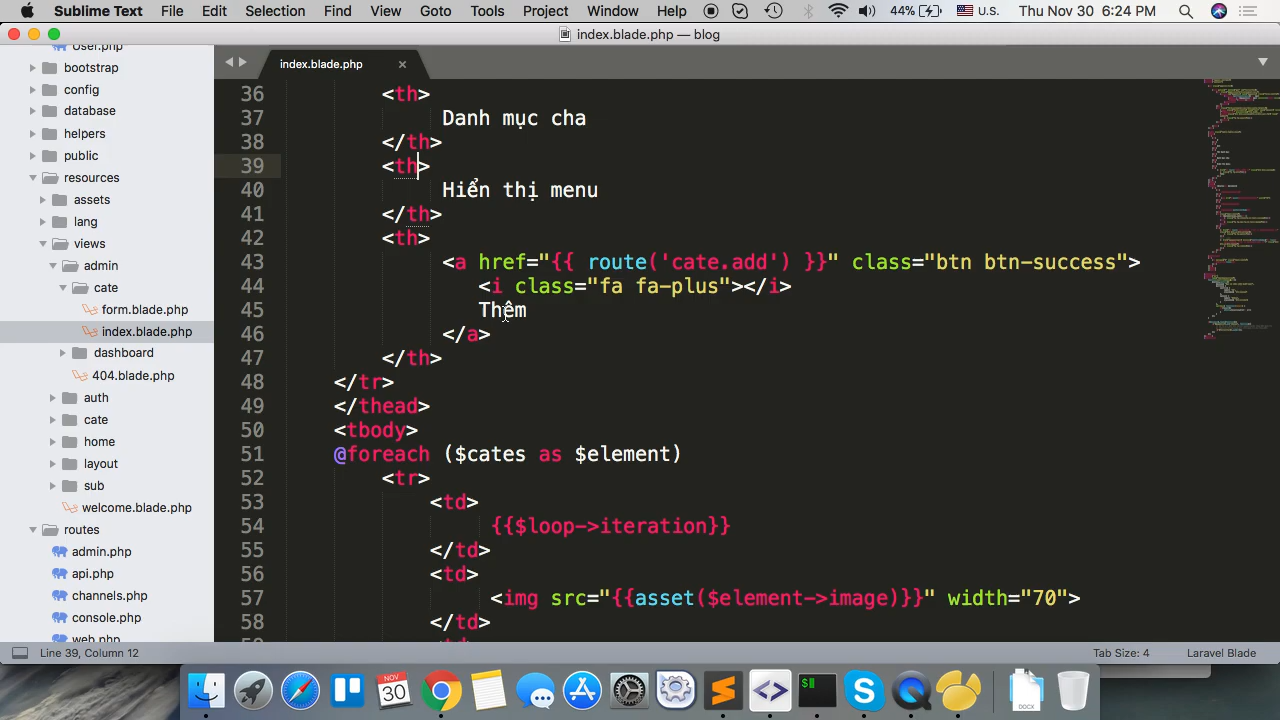 Sublime Text File Edit Selection Find View Goto Tools Project Window Help 44% U.S. Thu Nov 30 6:24 PM
index.blade.php — blog
User.php
bootstrap
config
database
helpers
public
resources
assets
lang
views
admin
cate
form.blade.php
index.blade.php
dashboard
404.blade.php
auth
cate
home
layout
sub
welcome.blade.php
routes
admin.php
api.php
channels.php
console.php
web.php
index.blade.php
36 <th>
37 Danh mục cha
38 </th>
39 <th>
40 Hiển thị menu
41 </th>
42 <th>
43 <a href="{{ route('cate.add') }}" class="btn btn-success">
44 <i class="fa fa-plus"></i>
45 Thêm
46 </a>
47 </th>
48 </tr>
49 </thead>
50 <tbody>
51 @foreach ($cates as $element)
52 <tr>
53 <td>
54 {{$loop->iteration}}
55 </td>
56 <td>
57 <img src="{{asset($element->image)}}" width="70">
58 </td>
Line 39, Column 12 Tab Size: 4 Laravel Blade
NOV
30
DOCX